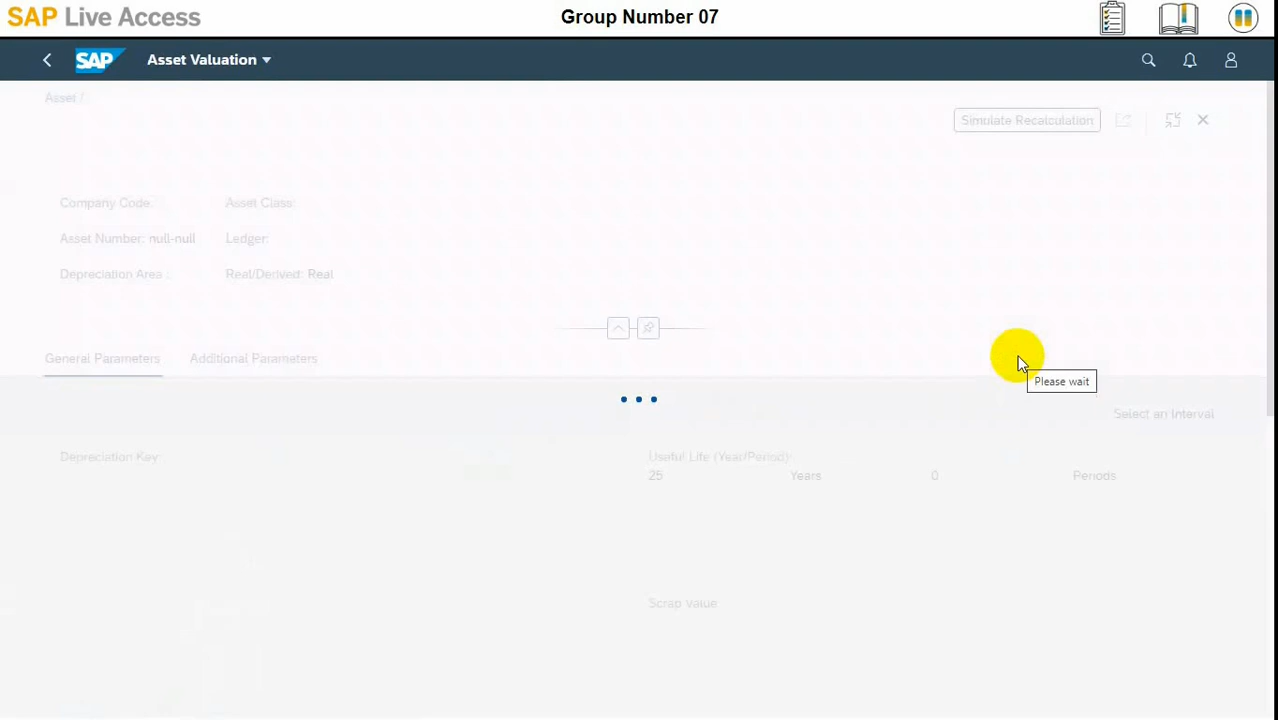 SAP Live Access
Group Number 07
SAP
Asset Valuation
Asset /
Simulate Recalculation
Company Code:
Asset Class:
Asset Number: null-null
Ledger:
Depreciation Area
Real/Derived: Real
General Parameters
Additional Parameters
Please wait
Select an Interval
Depreciation Key:
Useful Life (Year/Period):
25 Years 0 Periods
Scrap Value